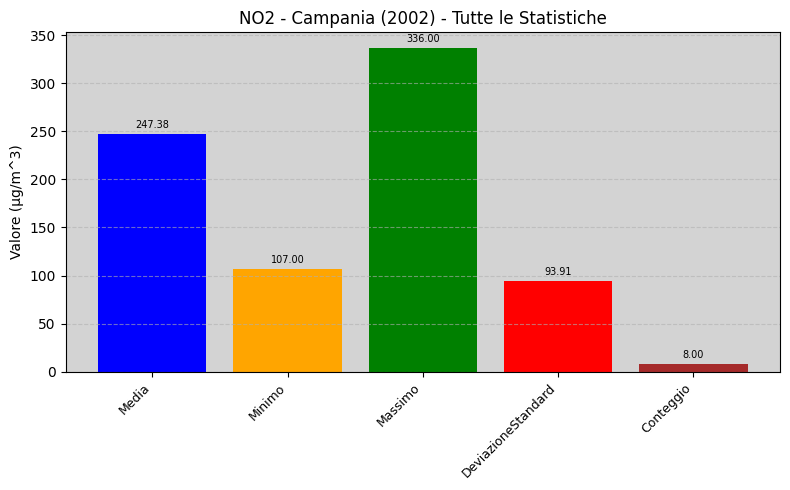 NO2 - Campania (2002) - Tutte le Statistiche
Valore (µg/m^3)
350
300
250
200
150
100
50
0
247.38
107.00
336.00
93.91
8.00
Media
Minimo
Massimo
DeviazioneStandard
Conteggio